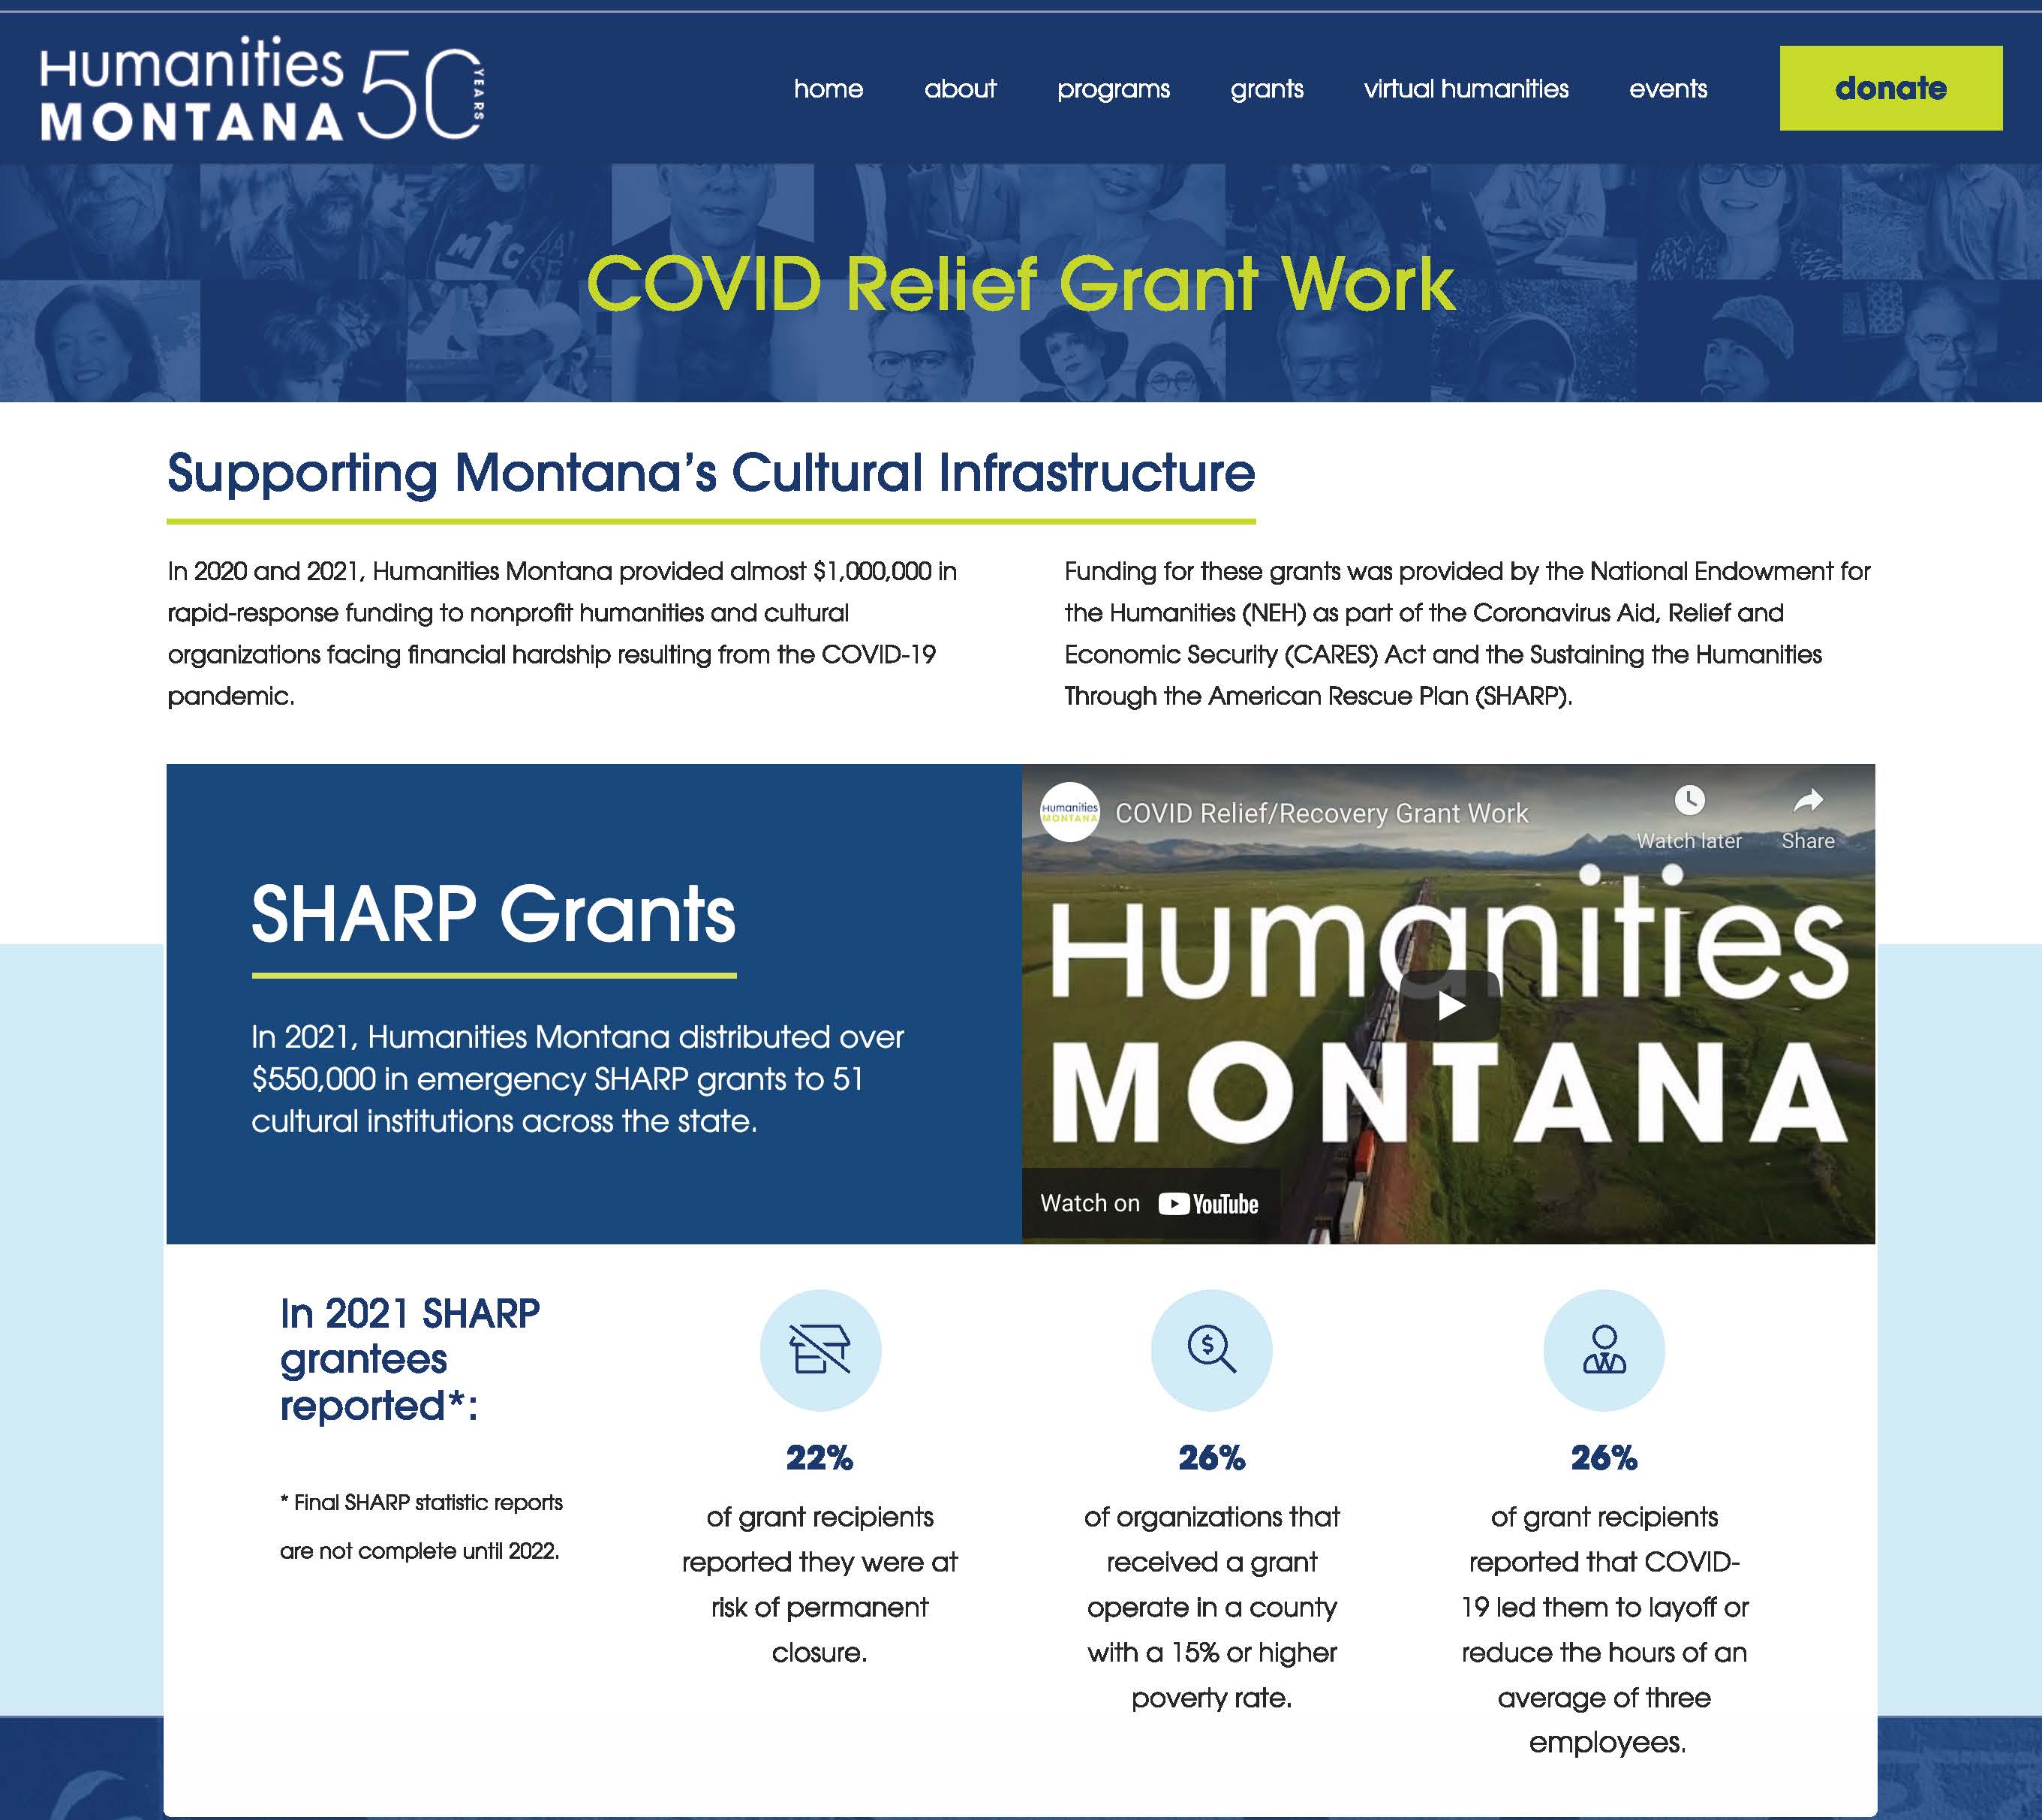 Humanities
MONTANA
50
YEARS
home
about
programs
grants
virtual humanities
events
donate
COVID Relief Grant Work
Supporting Montana's Cultural Infrastructure
In 2020 and 2021, Humanities Montana provided almost $1,000,000 in
rapid-response funding to nonprofit humanities and cultural
organizations facing financial hardship resulting from the COVID-19
pandemic.
Funding for these grants was provided by the National Endowment for
the Humanities (NEH) as part of the Coronavirus Aid, Relief and
Economic Security (CARES) Act and the Sustaining the Humanities
Through the American Rescue Plan (SHARP).
SHARP Grants
In 2021, Humanities Montana distributed over
$550,000 in emergency SHARP grants to 51
cultural institutions across the state.
Humanities
MONTANA
COVID Relief/Recovery Grant Work
Watch later
Share
Humanities
MONTANA
Watch on YouTube
In 2021 SHARP
grantees
reported*:
* Final SHARP statistic reports
are not complete until 2022.
22%
of grant recipients
reported they were at
risk of permanent
closure.
$
26%
of organizations that
received a grant
operate in a county
with a 15% or higher
poverty rate.
26%
of grant recipients
reported that COVID-
19 led them to layoff or
reduce the hours of an
average of three
employees.